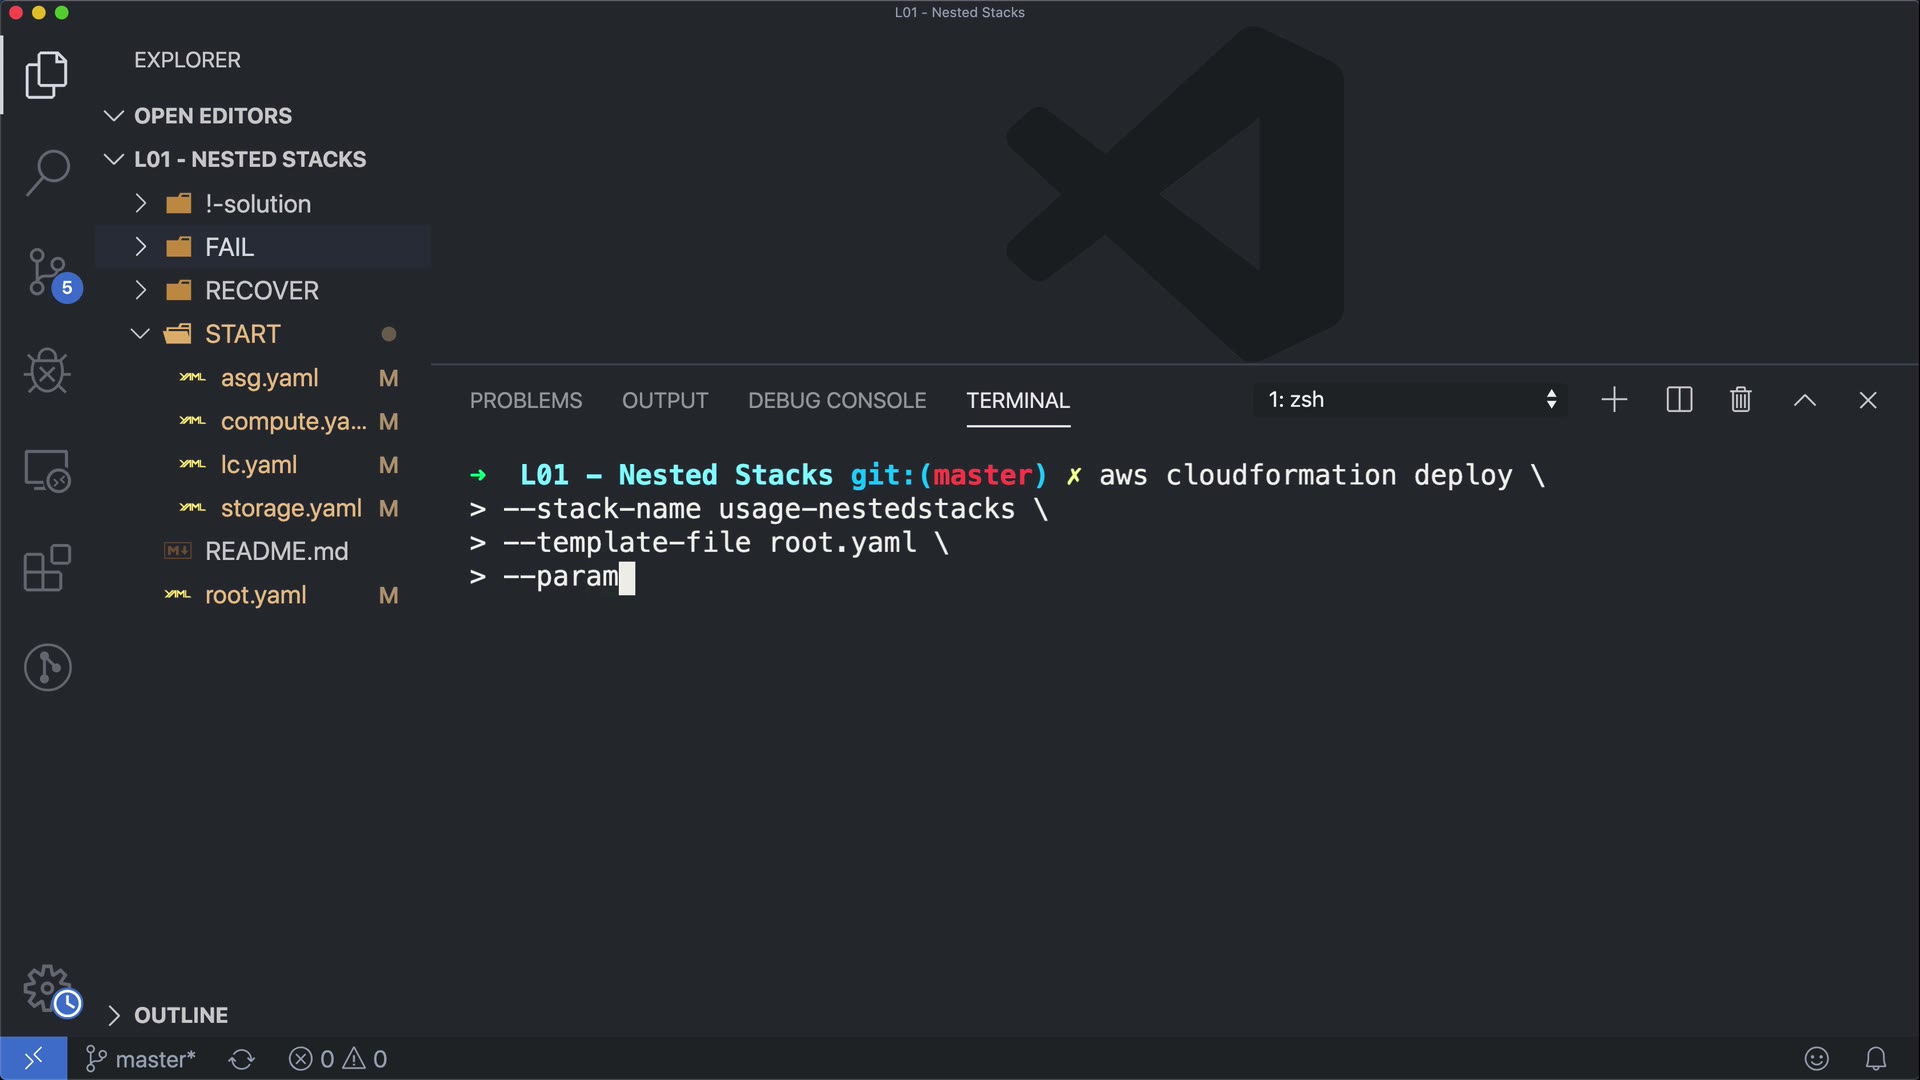 L01 - Nested Stacks
EXPLORER
OPEN EDITORS
L01 - NESTED STACKS
!-solution
FAIL
RECOVER
START
asg.yaml M
compute.ya... M
lc.yaml M
storage.yaml M
README.md
root.yaml M
OUTLINE
5
PROBLEMS OUTPUT DEBUG CONSOLE TERMINAL 1: zsh
➜ L01 - Nested Stacks git:(master) ✗ aws cloudformation deploy \
> --stack-name usage-nestedstacks \
> --template-file root.yaml \
> --param
master* 0 0